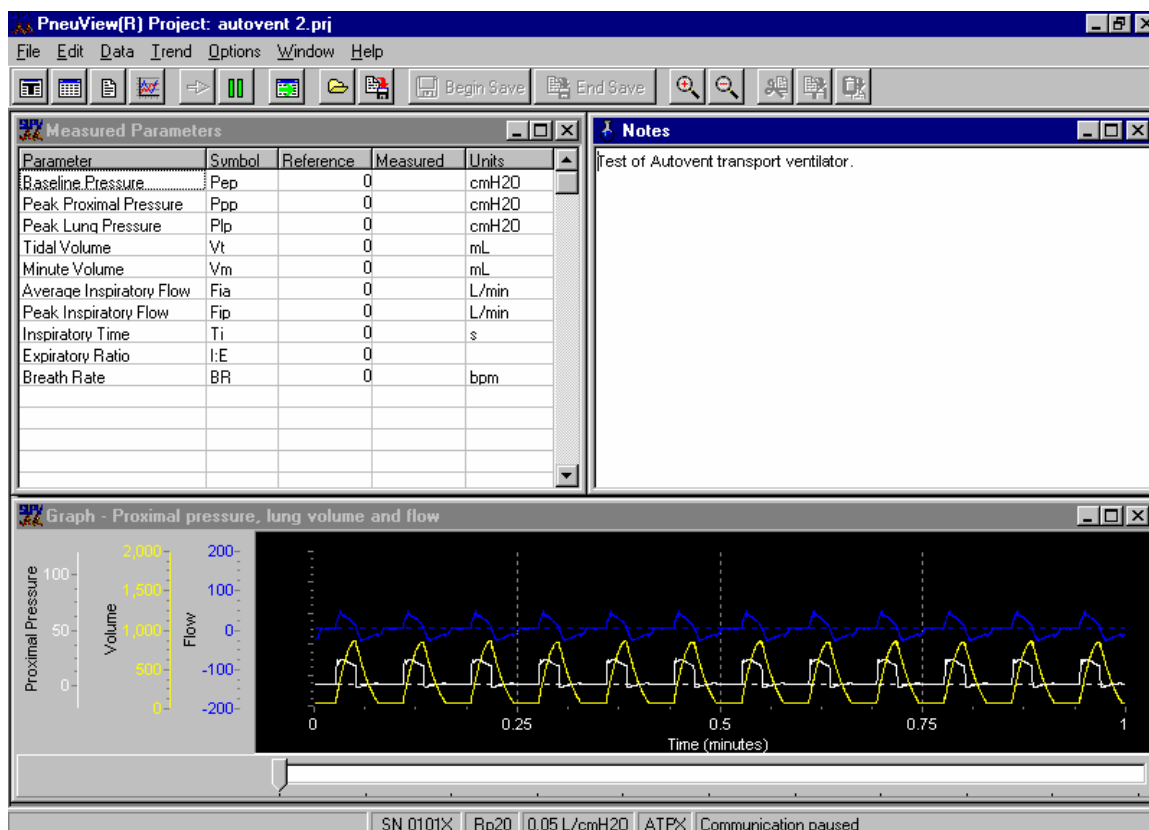 PneuView(R) Project: autovent 2.prj
File Edit Data Trend Options Window Help
Begin Save End Save
Measured Parameters
Parameter Symbol Reference Measured Units
Baseline Pressure Pep 0 cmH2O
Peak Proximal Pressure Ppp 0 cmH2O
Peak Lung Pressure Plp 0 cmH2O
Tidal Volume Vt 0 mL
Minute Volume Vm 0 mL
Average Inspiratory Flow Fia 0 L/min
Peak Inspiratory Flow Fip 0 L/min
Inspiratory Time Ti 0 s
Expiratory Ratio I:E 0
Breath Rate BR 0 bpm
Notes
Test of Autovent transport ventilator.
Graph - Proximal pressure, lung volume and flow
Proximal Pressure
100
50
0
Volume
2,000
1,500
1,000
500
0
Flow
200
100
0
-100
-200
0 0.25 0.5 0.75 1
Time (minutes)
SN 0101X Rp20 0.05 L/cmH2O ATPX Communication paused